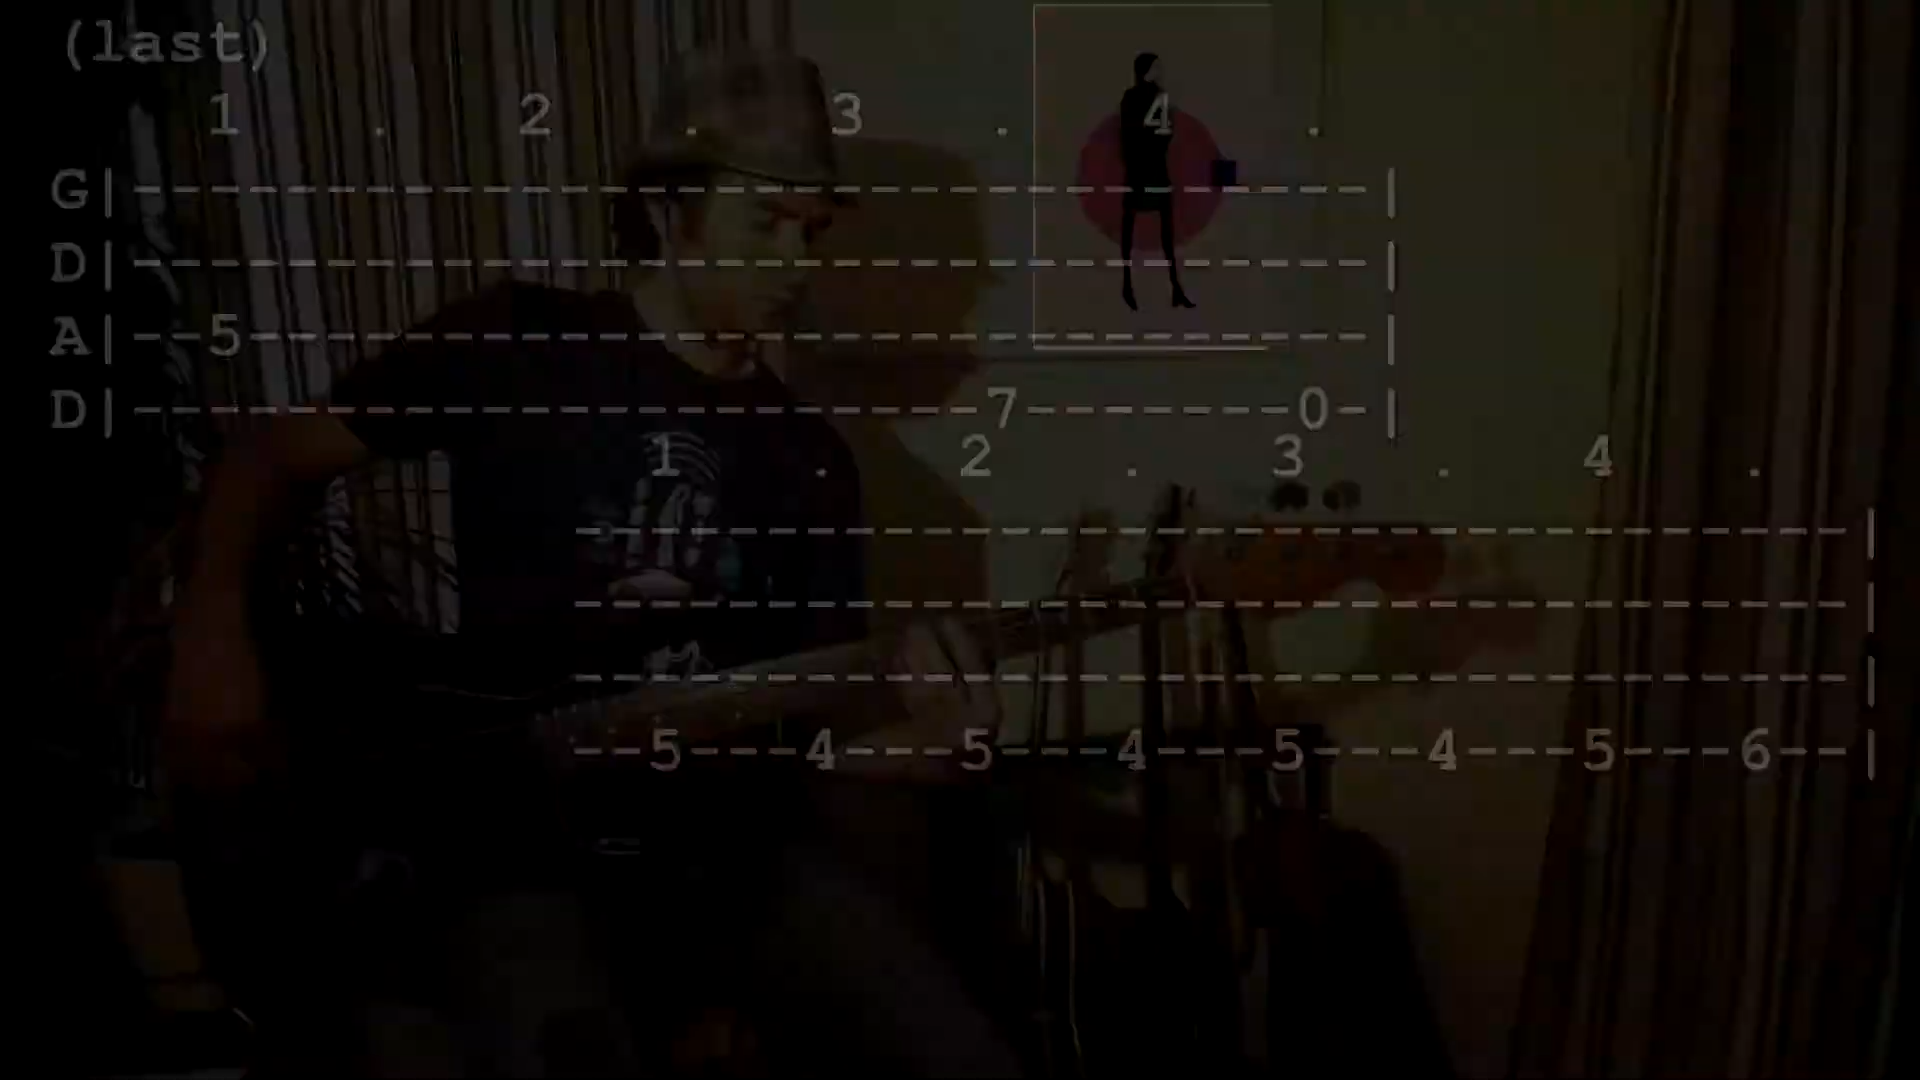 (last)
1 . 2 . 3 . 4 .
G|--------------------------------|
D|--------------------------------|
A|--5-----------------------------|
D|----------------------7-------0-|
1 . 2 . 3 . 4 .
---------------------------------|
---------------------------------|
---------------------------------|
--5---4---5---4---5---4---5---6--|